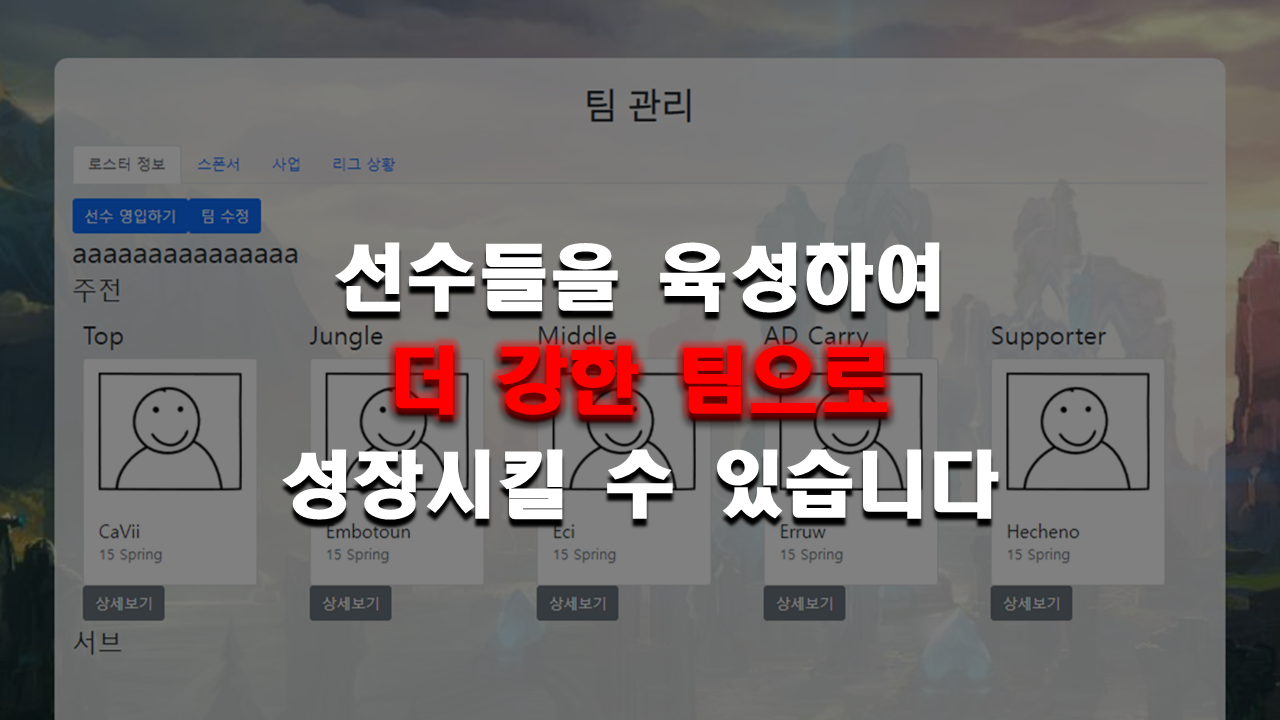 팀 관리
로스터 정보 스폰서 사업 리그 상황
선수 영입하기 팀 수정
aaaaaaaaaaaaaaa
주전
선수들을 육성하여
Top Jungle Middle AD Carry Supporter
더 강한 팀으로
성장시킬 수 있습니다
CaVii Embotoun Eci Erruw Hecheno
15 Spring 15 Spring 15 Spring 15 Spring 15 Spring
상세보기 상세보기 상세보기 상세보기 상세보기
서브